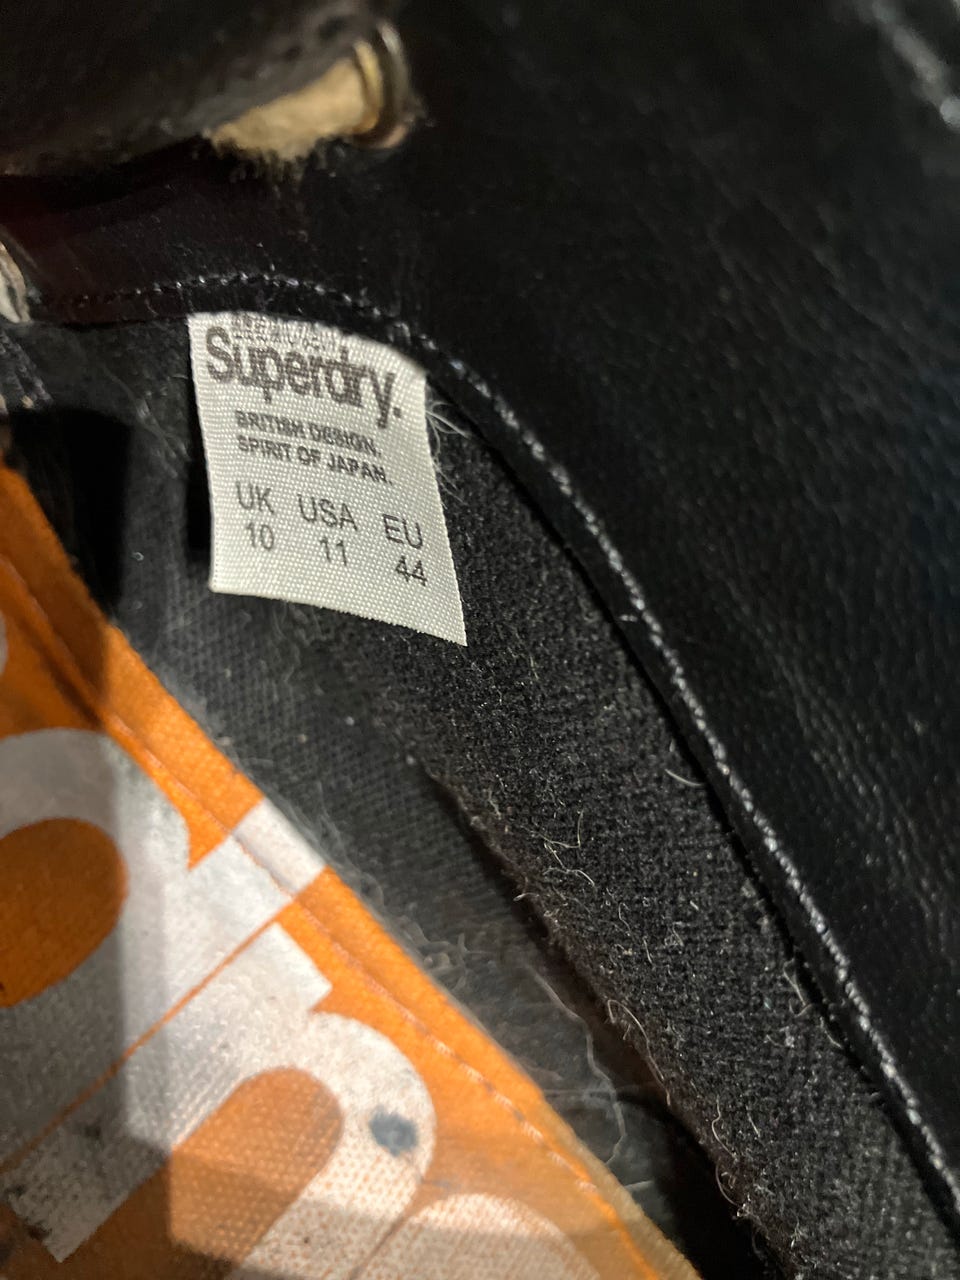 Superdry.
BRITISH DESIGN.
SPIRIT OF JAPAN.
UK USA EU
10 11 44